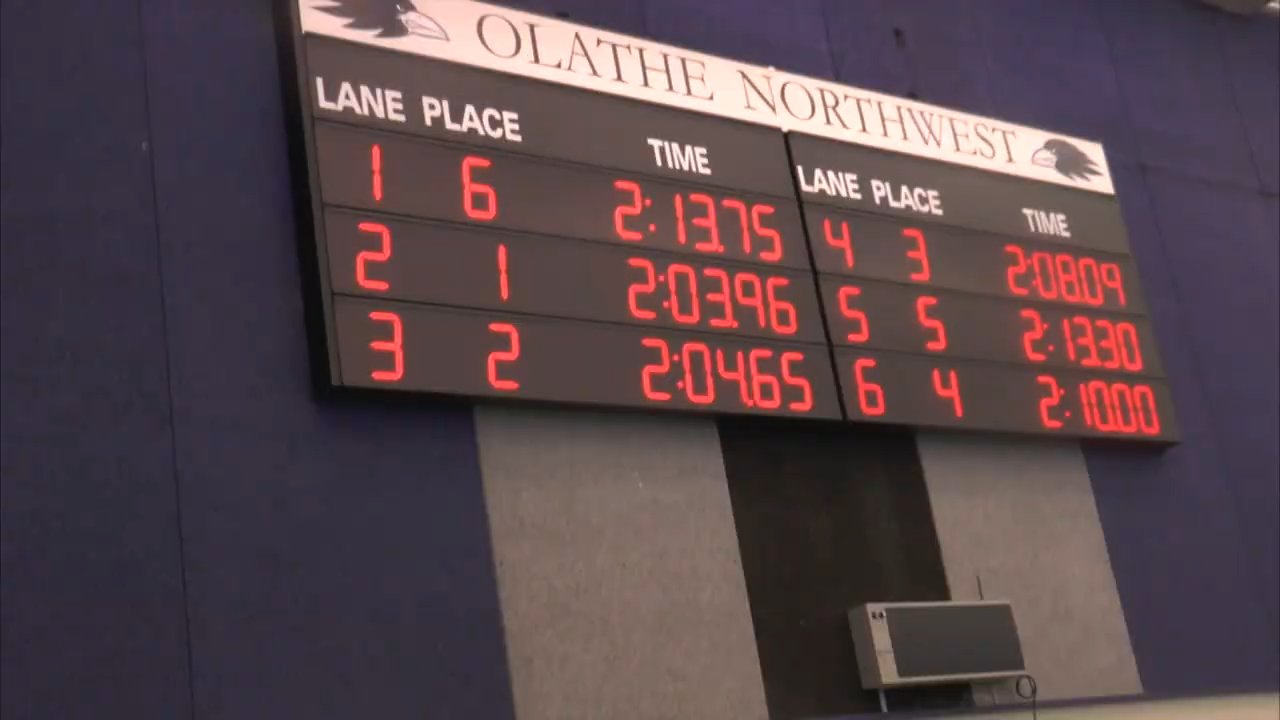 OLATHE NORTHWEST
LANE PLACE TIME
1 6 2:13.75
2 1 2:03.96
3 2 2:04.65
LANE PLACE TIME
4 3 2:08.09
5 5 2:13.30
6 4 2:10.00